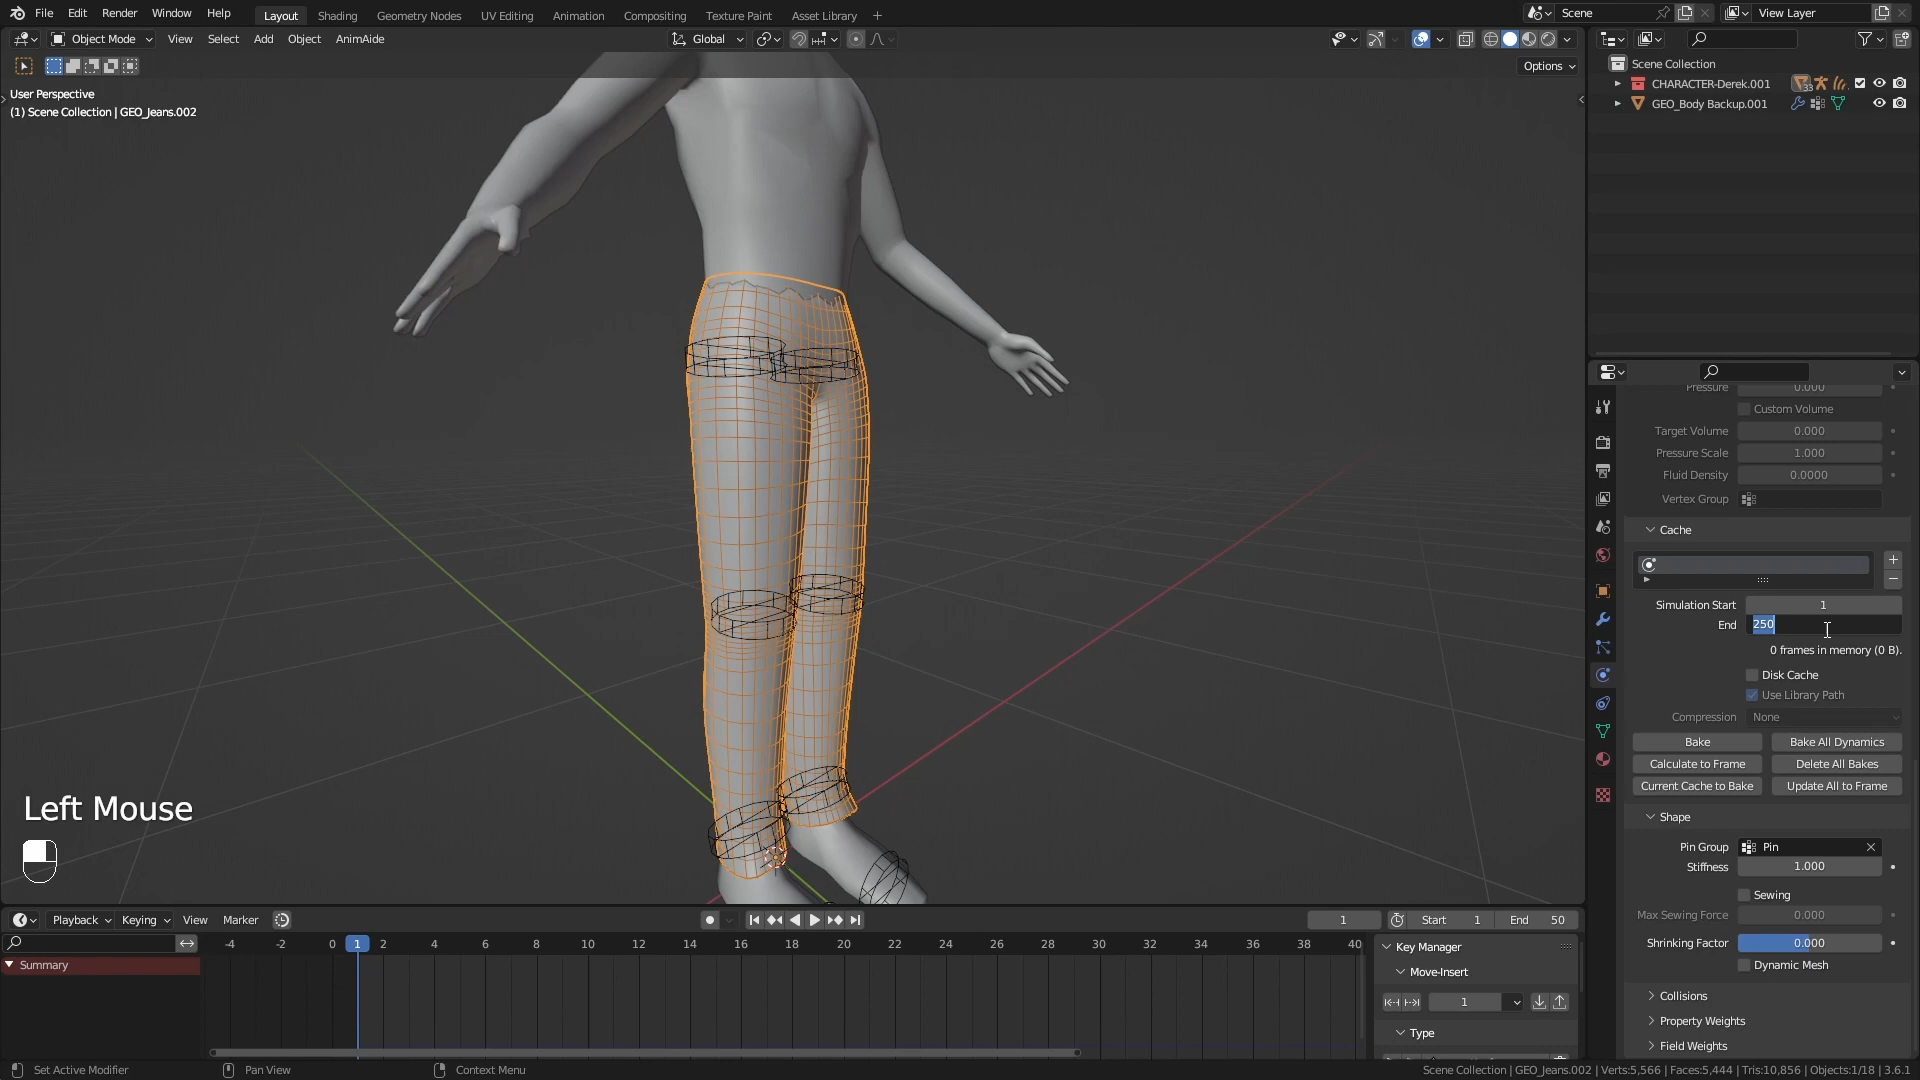 File Edit Render Window Help Layout Shading Geometry Nodes UV Editing Animation Compositing Texture Paint Asset Library + Scene View Layer
Object Mode View Select Add Object AnimAide Global
Options
User Perspective
(1) Scene Collection | GEO_Jeans.002
Scene Collection
CHARACTER-Derek.001 33
GEO_Body Backup.001
Pressure 0.000
Custom Volume
Target Volume 0.000
Pressure Scale 1.000
Fluid Density 0.0000
Vertex Group
Cache
Simulation Start 1
End 250
0 frames in memory (0 B).
Disk Cache
Use Library Path
Compression None
Bake Bake All Dynamics
Calculate to Frame Delete All Bakes
Current Cache to Bake Update All to Frame
Shape
Pin Group Pin
Stiffness 1.000
Sewing
Max Sewing Force 0.000
Shrinking Factor 0.000
Dynamic Mesh
Collisions
Property Weights
Field Weights
Left Mouse
Playback Keying View Marker 1 Start 1 End 50
-4 -2 0 1 2 4 6 8 10 12 14 16 18 20 22 24 26 28 30 32 34 36 38 40
Summary
Key Manager
Move-Insert
1
Type
Set Active Modifier Pan View Context Menu Scene Collection | GEO_Jeans.002 | Verts:5,566 | Faces:5,444 | Tris:10,856 | Objects:1/18 | 3.6.1